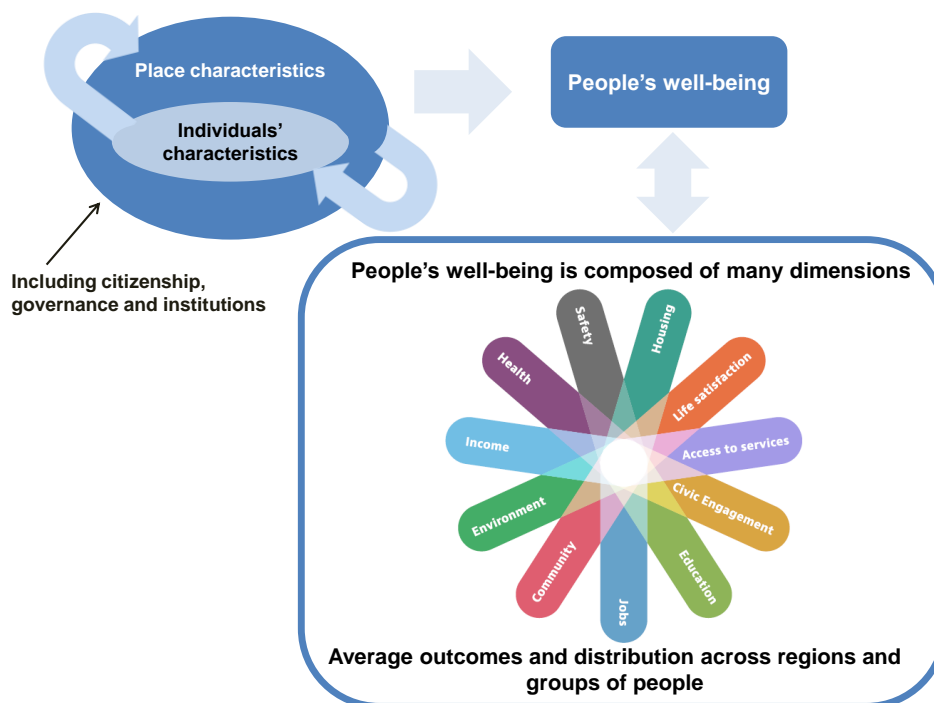 Place characteristics
Individuals’
characteristics
People’s well-being
Including citizenship,
governance and institutions
People’s well-being is composed of many dimensions
Safety
Housing
Health
Life satisfaction
Income
Access to services
Environment
Civic Engagement
Community
Education
Jobs
Average outcomes and distribution across regions and
groups of people